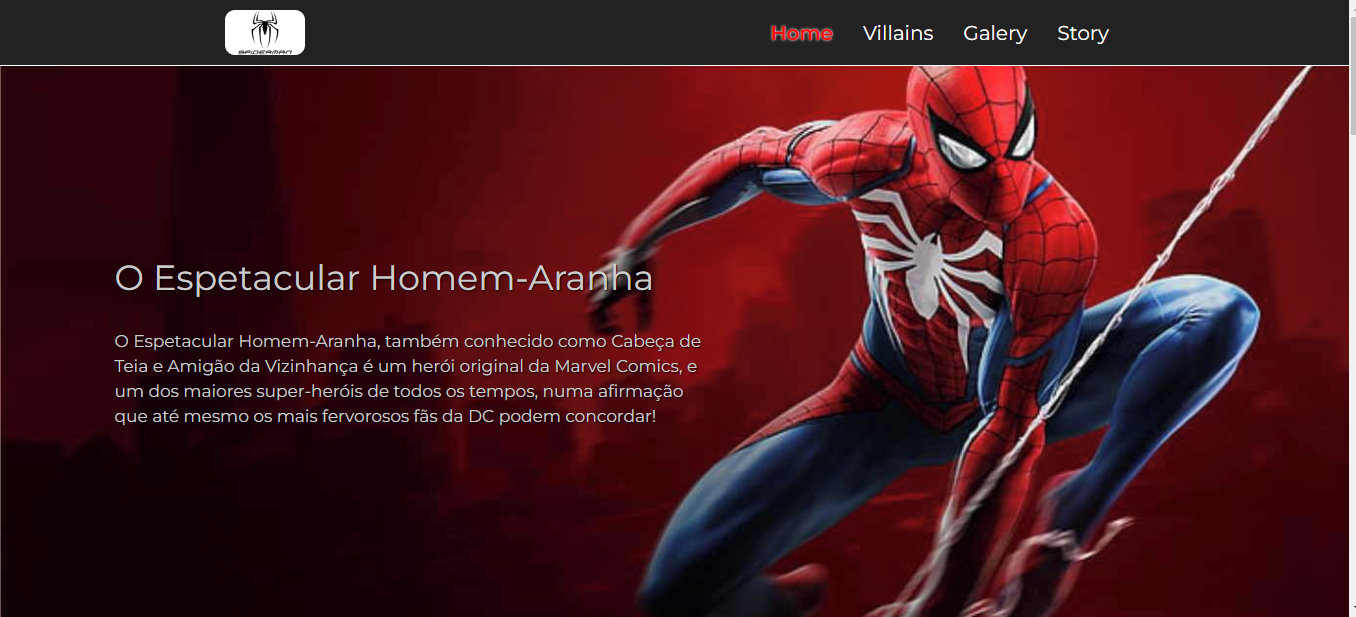 SPIDERMAN
Home Villains Galery Story
O Espetacular Homem-Aranha
O Espetacular Homem-Aranha, também conhecido como Cabeça de
Teia e Amigão da Vizinhança é um herói original da Marvel Comics, e
um dos maiores super-heróis de todos os tempos, numa afirmação
que até mesmo os mais fervorosos fãs da DC podem concordar!